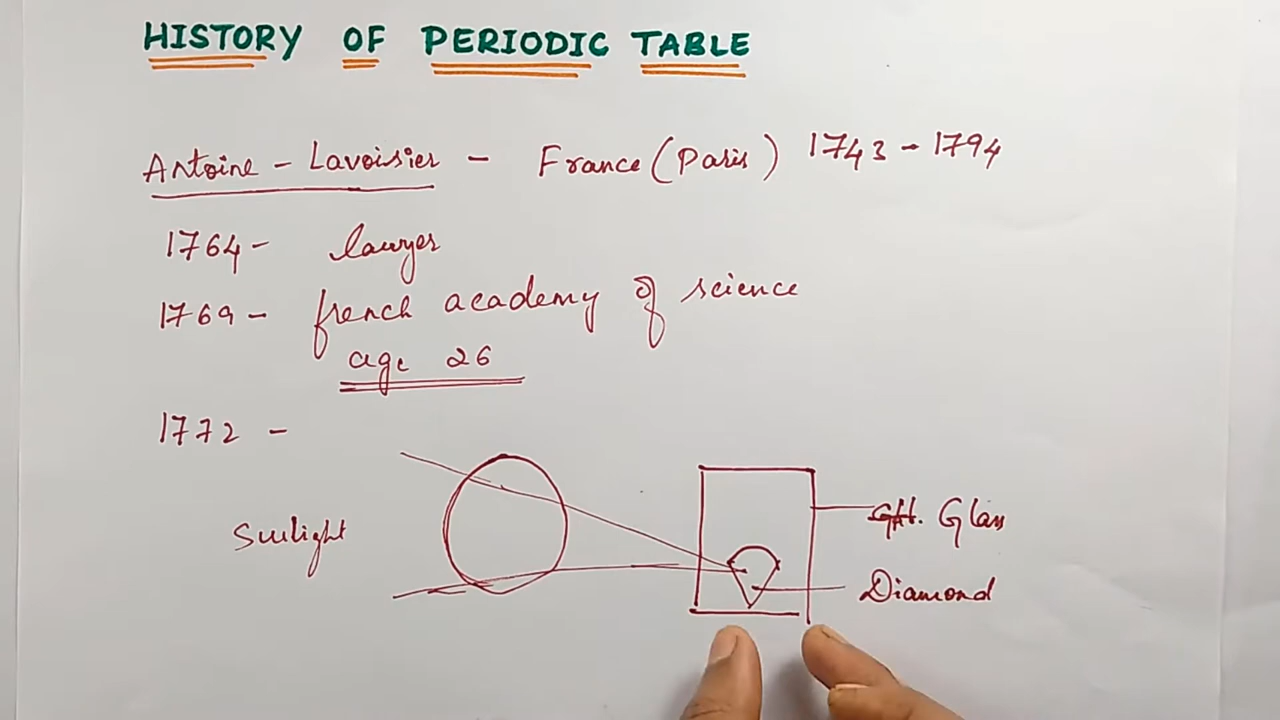 HISTORY OF PERIODIC TABLE
Antoine - Lavoisier - France (Paris) 1743 - 1794
1764 - lawyer
1769 - french academy of science
age 26
1772 -
Sunlight
Glass
Diamond